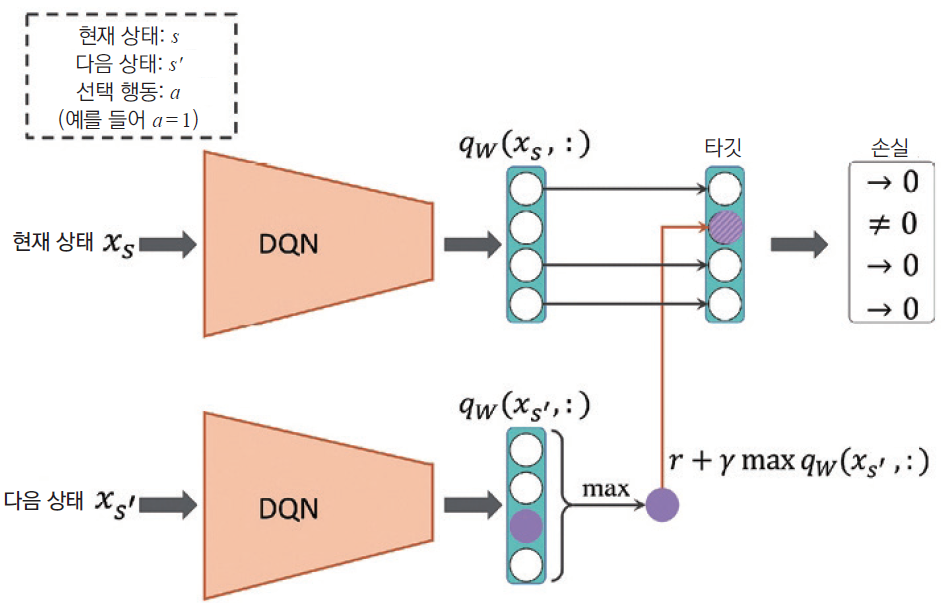 현재 상태: s
다음 상태: s′
선택 행동: a
(예를 들어 a=1)
q_W(x_s, :)
타깃
손실
→ 0
≠ 0
→ 0
→ 0
현재 상태 x_s
DQN
q_W(x_s′, :)
r + γ max q_W(x_s′, :)
max
다음 상태 x_s′
DQN